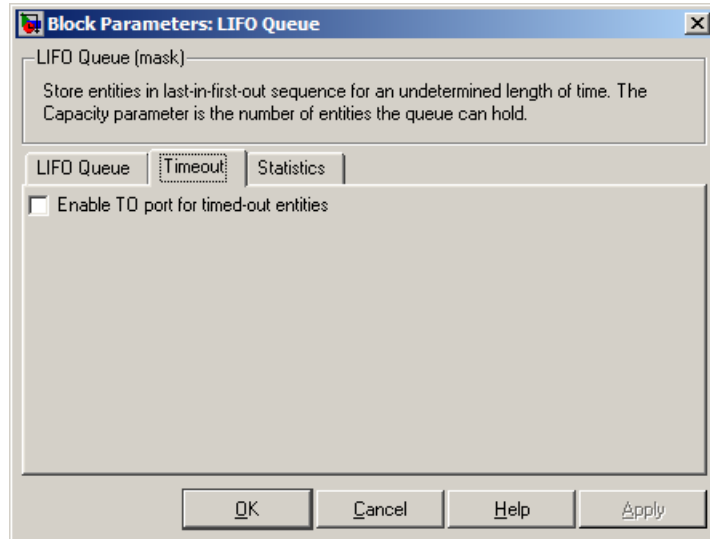 Block Parameters: LIFO Queue
LIFO Queue (mask)
Store entities in last-in-first-out sequence for an undetermined length of time. The
Capacity parameter is the number of entities the queue can hold.
LIFO Queue Timeout Statistics
Enable TO port for timed-out entities
OK Cancel Help Apply